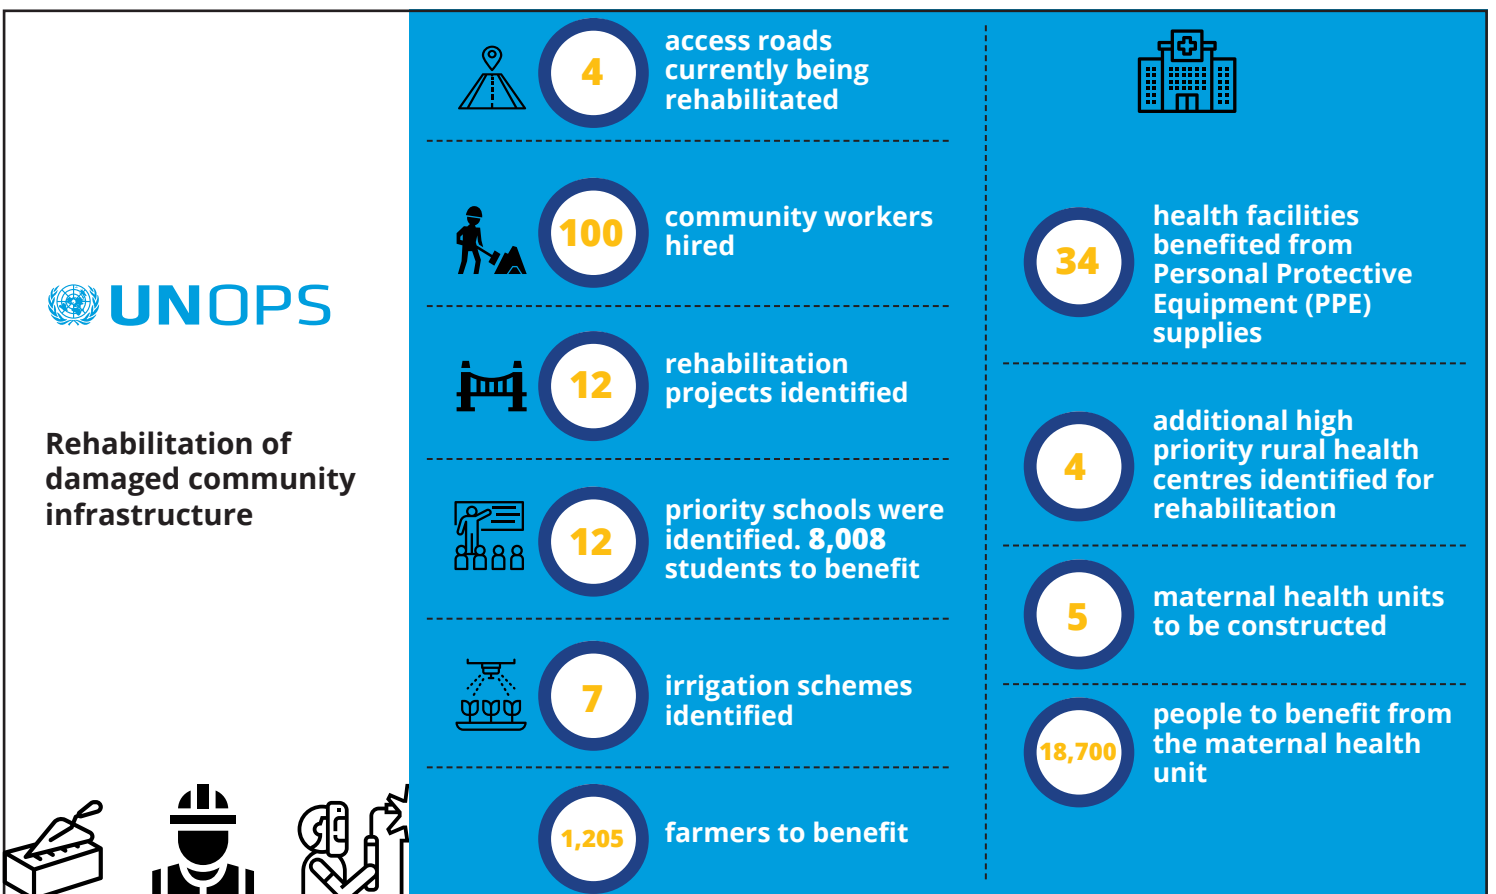 UNOPS
Rehabilitation of
damaged community
infrastructure
4
access roads
currently being
rehabilitated
100
community workers
hired
12
rehabilitation
projects identified
12
priority schools were
identified. 8,008
students to benefit
7
irrigation schemes
identified
1,205
farmers to benefit
34
health facilities
benefited from
Personal Protective
Equipment (PPE)
supplies
4
additional high
priority rural health
centres identified for
rehabilitation
5
maternal health units
to be constructed
18,700
people to benefit from
the maternal health
unit